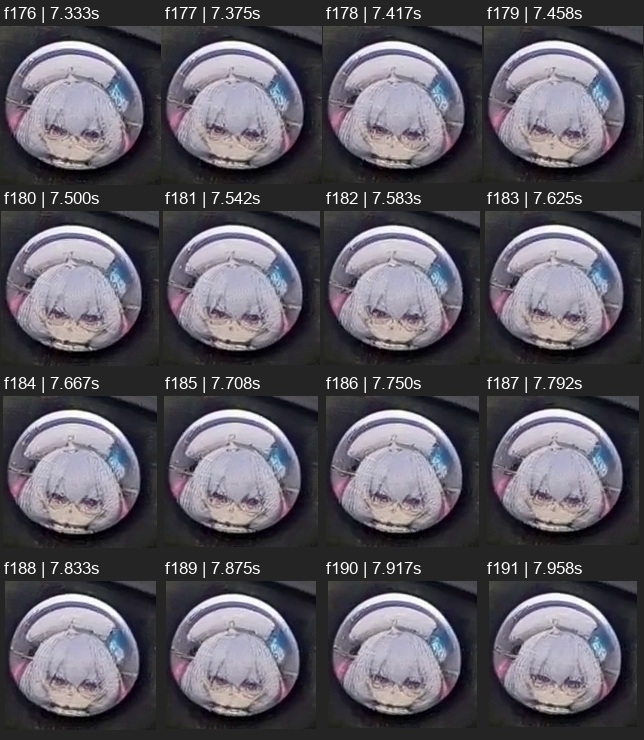 f176 | 7.333s f177 | 7.375s f178 | 7.417s f179 | 7.458s
f180 | 7.500s f181 | 7.542s f182 | 7.583s f183 | 7.625s
f184 | 7.667s f185 | 7.708s f186 | 7.750s f187 | 7.792s
f188 | 7.833s f189 | 7.875s f190 | 7.917s f191 | 7.958s